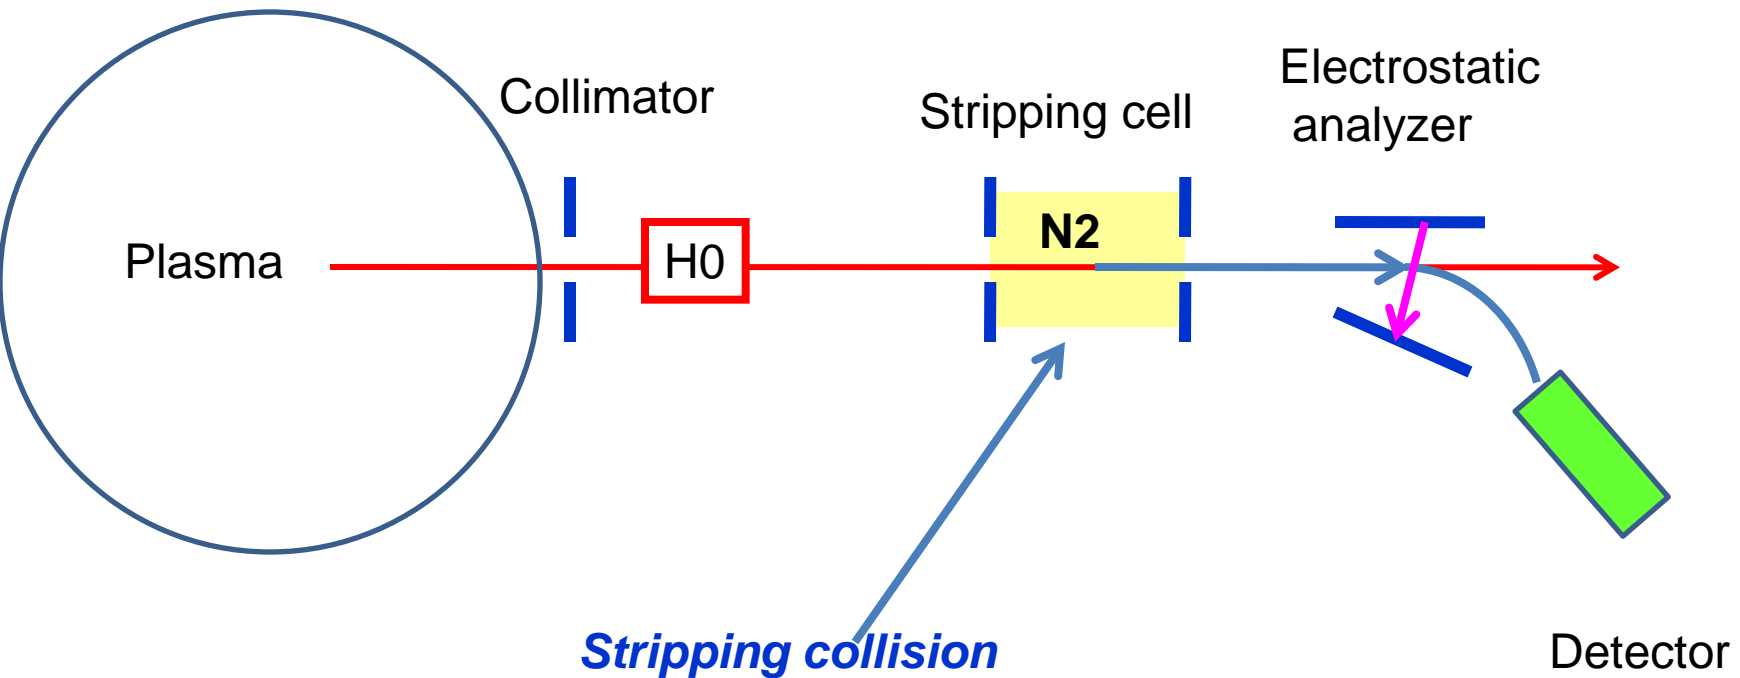 Electrostatic
analyzer
Collimator
Stripping cell
N2
Plasma
H0
Stripping collision
Detector